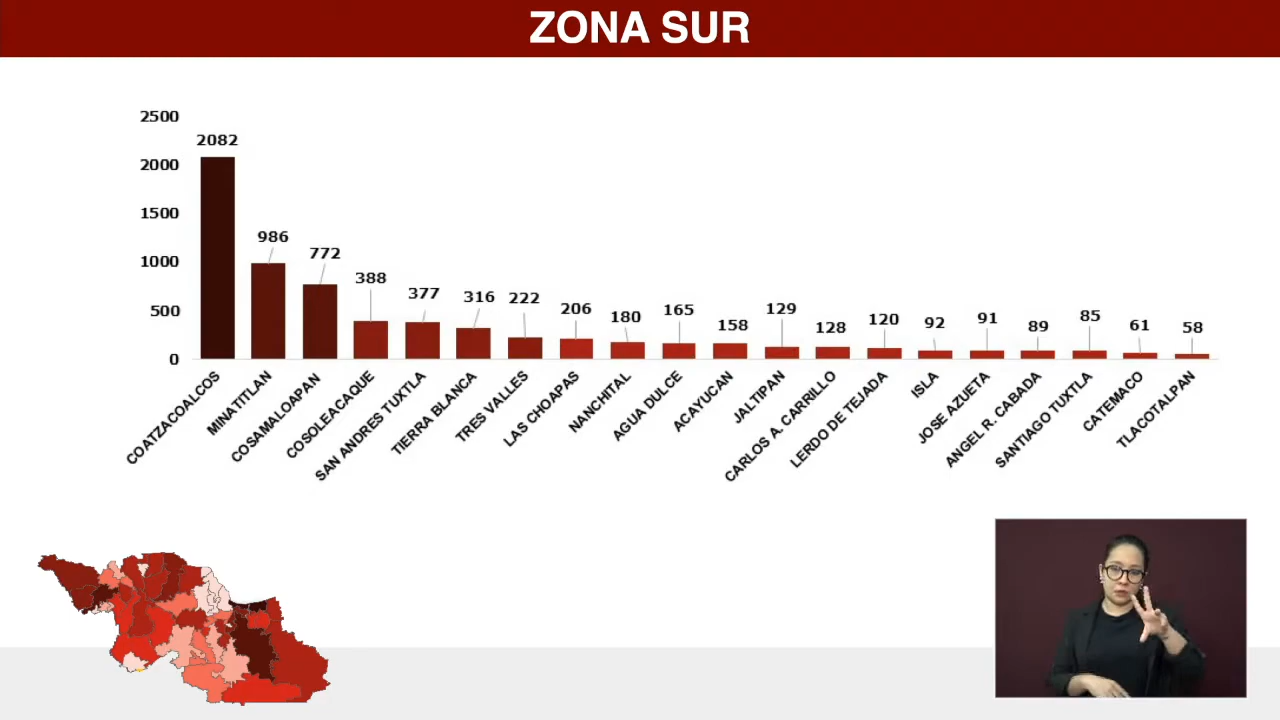 ZONA SUR
2500
2000
1500
1000
500
0
2082
986
772
388
377
316
222
206
180
165
158
129
128
120
92
91
89
85
61
58
COATZACOALCOS
MINATITLAN
COSAMALOAPAN
COSOLEACAQUE
SAN ANDRES TUXTLA
TIERRA BLANCA
TRES VALLES
LAS CHOAPAS
NANCHITAL
AGUA DULCE
ACAYUCAN
JALTIPAN
CARLOS A. CARRILLO
LERDO DE TEJADA
ISLA
JOSE AZUETA
ANGEL R. CABADA
SANTIAGO TUXTLA
CATEMACO
TLACOTALPAN